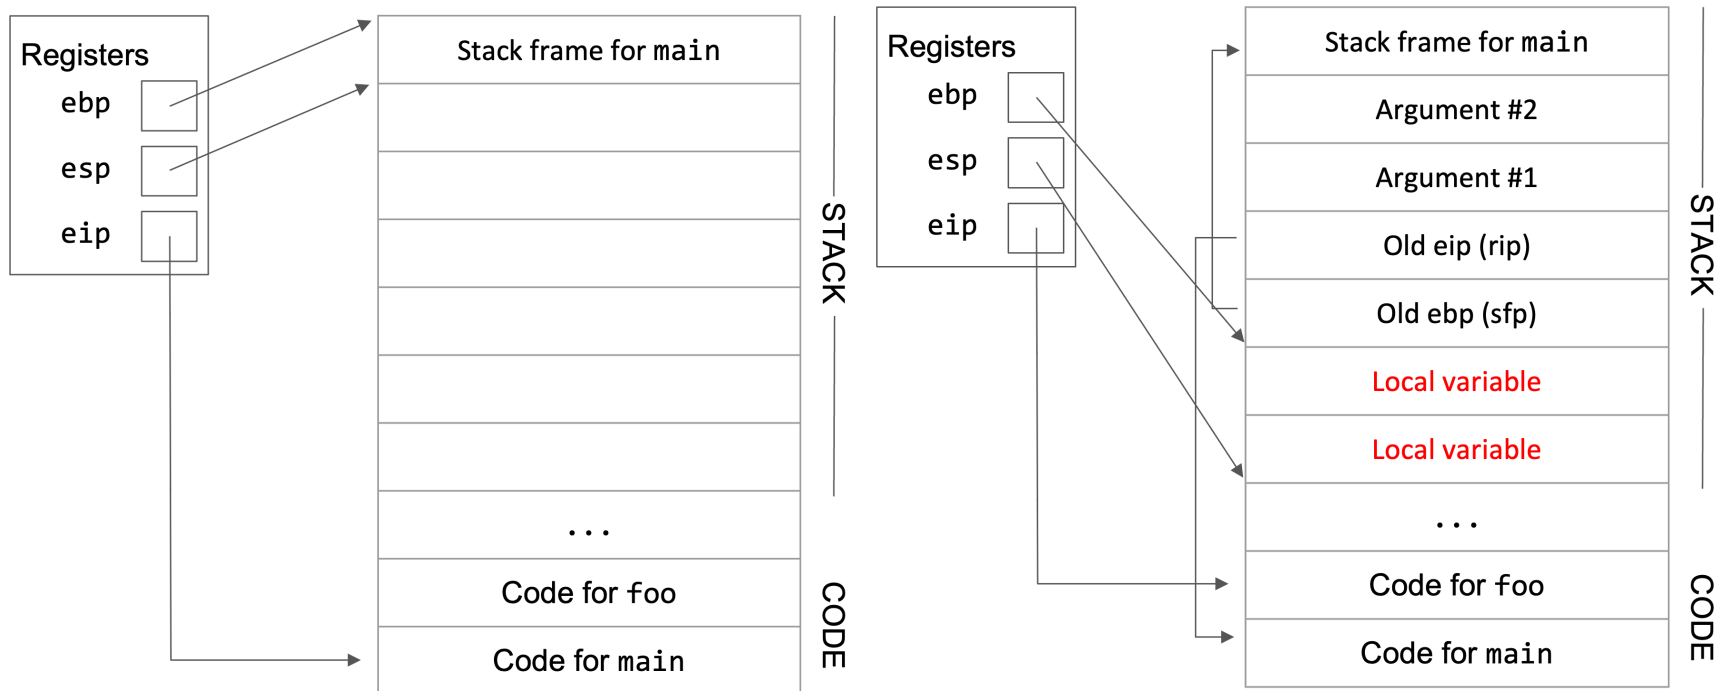 Registers
ebp
esp
eip
Stack frame for main
...
Code for foo
Code for main
STACK
CODE
Registers
ebp
esp
eip
Stack frame for main
Argument #2
Argument #1
Old eip (rip)
Old ebp (sfp)
Local variable
Local variable
...
Code for foo
Code for main
STACK
CODE